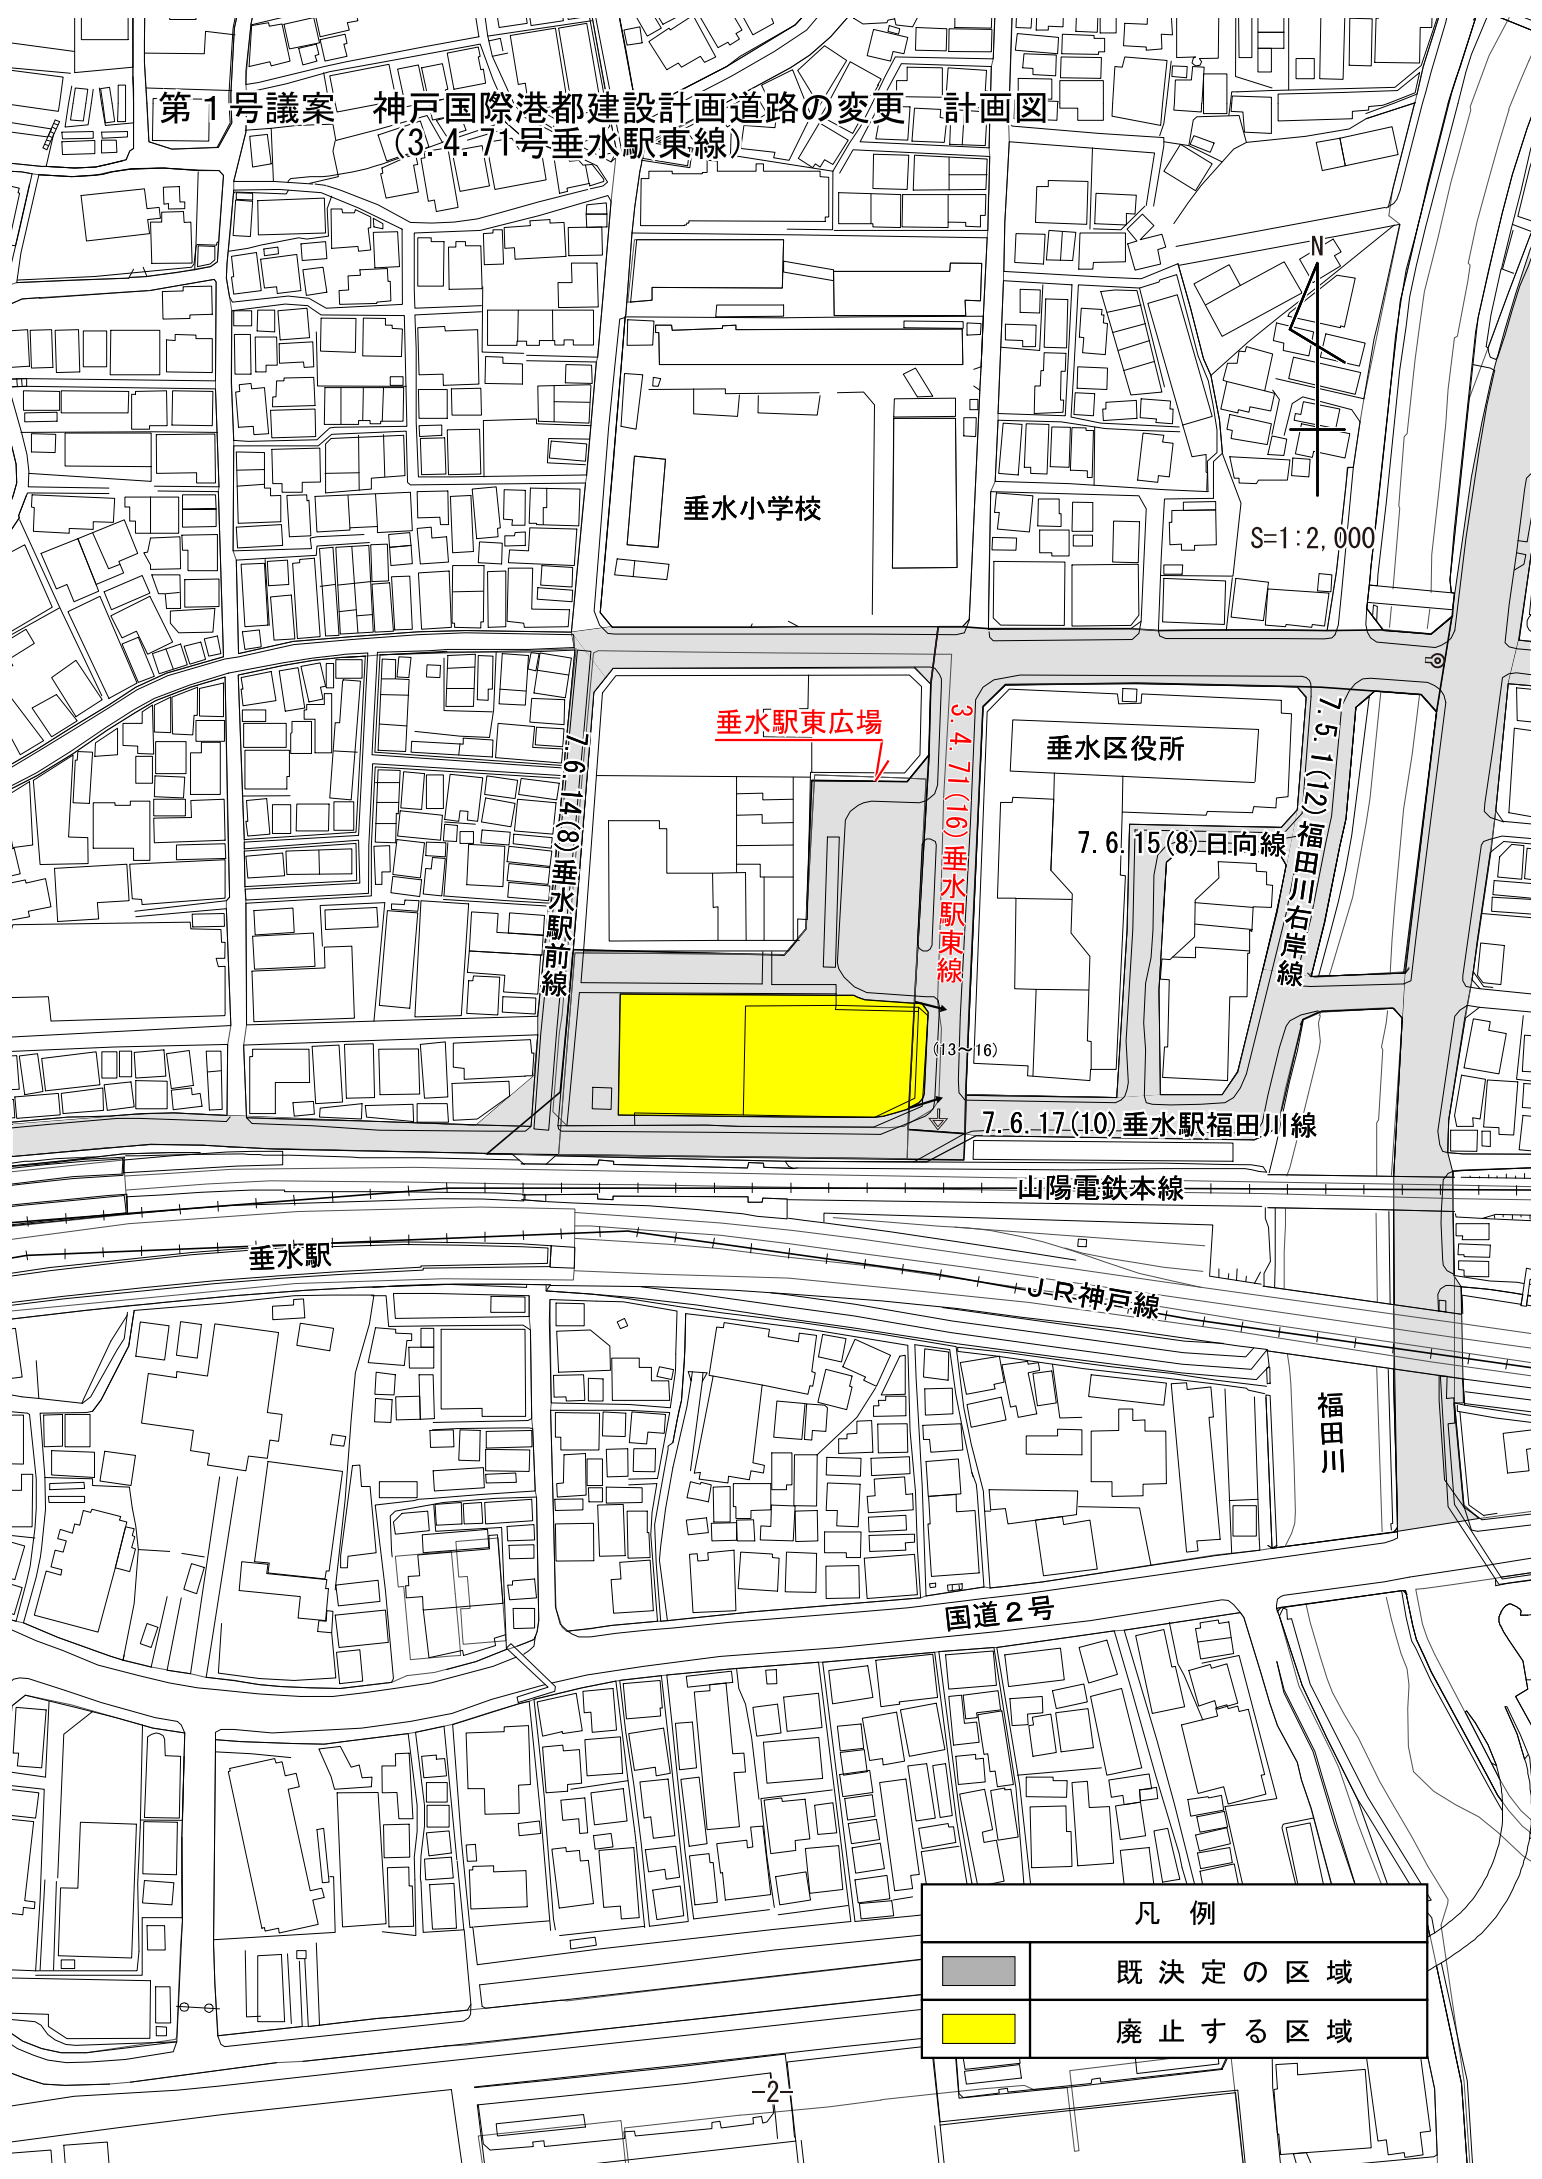 第1号議案　神戸国際港都建設計画道路の変更　計画図
(3.4.71号垂水駅東線)
N
垂水小学校
S=1:2,000
垂水駅東広場
3.4.71(16)垂水駅東線
垂水区役所
7.5.1(12)福田川右岸線
7.6.14(8)垂水駅前線
7.6.15(8)日向線
(13～16)
7.6.17(10)垂水駅福田川線
山陽電鉄本線
垂水駅
JR神戸線
福田川
国道2号
凡例
既決定の区域
廃止する区域
-2-